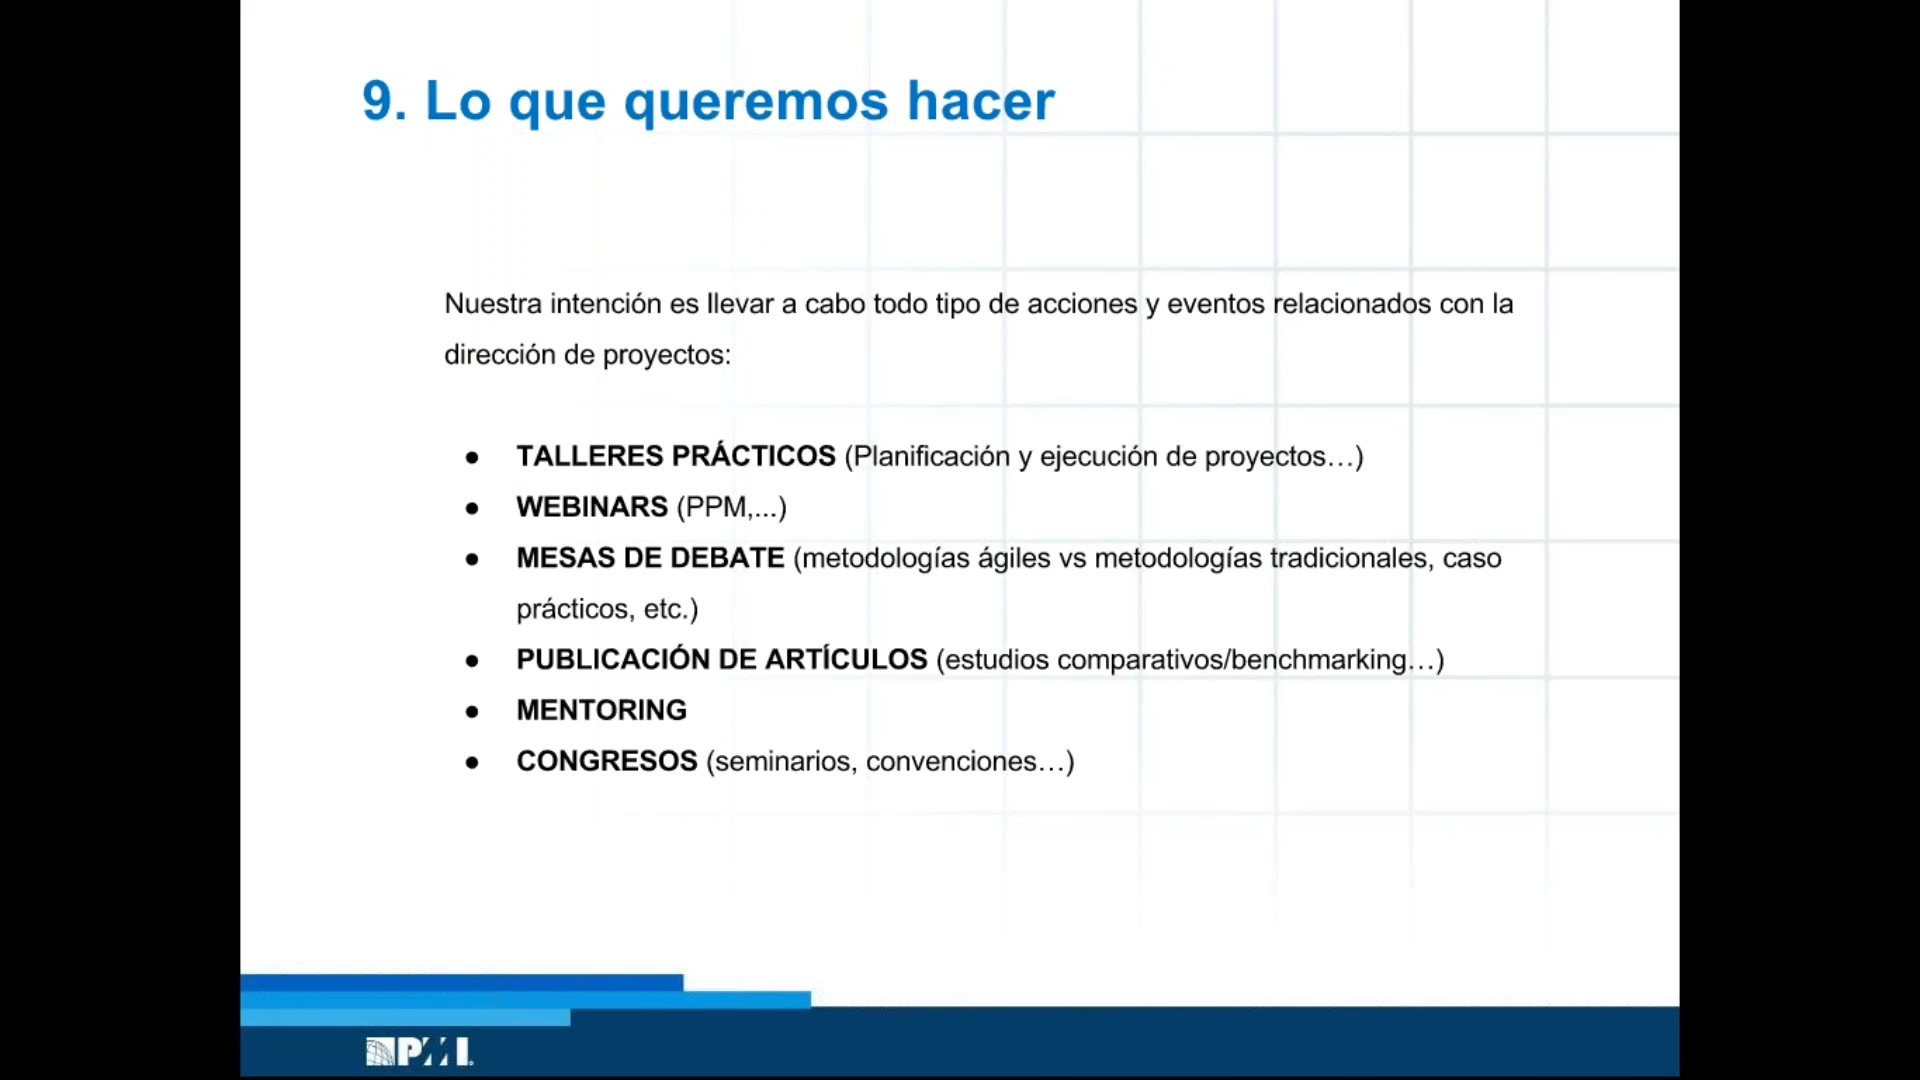 9. Lo que queremos hacer
Nuestra intención es llevar a cabo todo tipo de acciones y eventos relacionados con la
dirección de proyectos:
● TALLERES PRÁCTICOS (Planificación y ejecución de proyectos…)
● WEBINARS (PPM,...)
● MESAS DE DEBATE (metodologías ágiles vs metodologías tradicionales, caso
prácticos, etc.)
● PUBLICACIÓN DE ARTÍCULOS (estudios comparativos/benchmarking…)
● MENTORING
● CONGRESOS (seminarios, convenciones…)
PMI